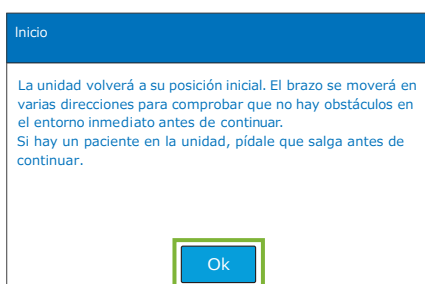 Inicio
La unidad volverá a su posición inicial. El brazo se moverá en
varias direcciones para comprobar que no hay obstáculos en
el entorno inmediato antes de continuar.
Si hay un paciente en la unidad, pídale que salga antes de
continuar.
Ok